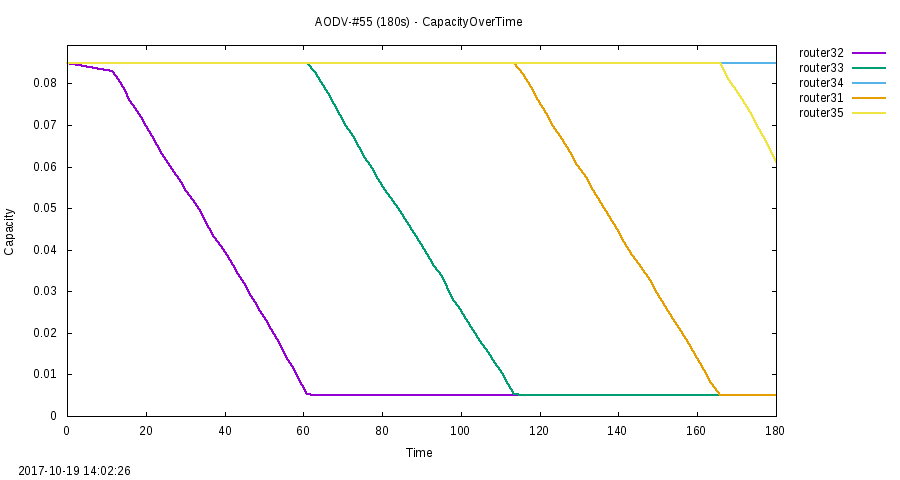 AODV-#55 (180s) - CapacityOverTime
router32
router33
router34
router31
router35
0.08
0.07
0.06
0.05
0.04
0.03
0.02
0.01
0
Capacity
0 20 40 60 80 100 120 140 160 180
Time
2017-10-19 14:02:26